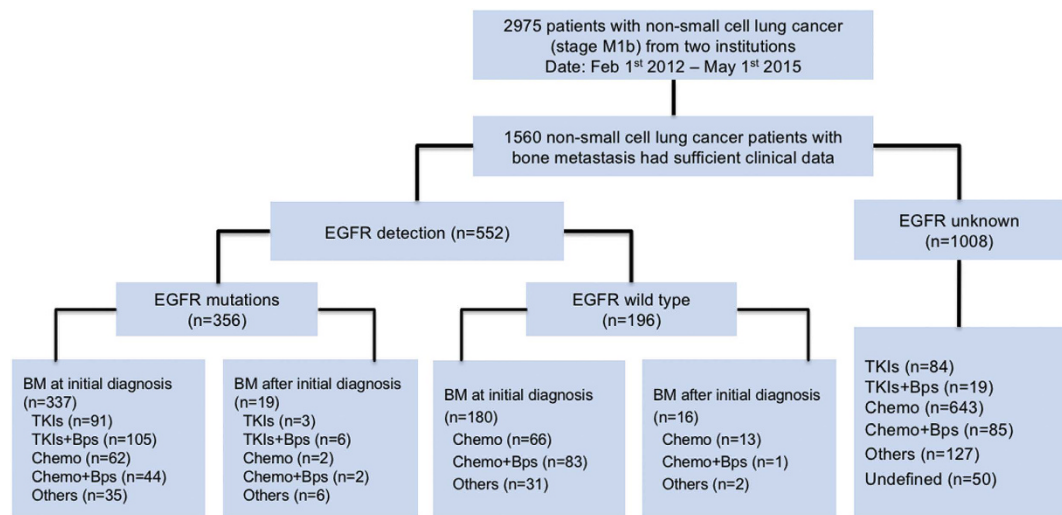 2975 patients with non-small cell lung cancer
(stage M1b) from two institutions
Date: Feb 1st 2012 – May 1st 2015
1560 non-small cell lung cancer patients with
bone metastasis had sufficient clinical data
EGFR detection (n=552)
EGFR unknown
(n=1008)
EGFR mutations
(n=356)
EGFR wild type
(n=196)
BM at initial diagnosis
(n=337)
TKIs (n=91)
TKIs+Bps (n=105)
Chemo (n=62)
Chemo+Bps (n=44)
Others (n=35)
BM after initial diagnosis
(n=19)
TKIs (n=3)
TKIs+Bps (n=6)
Chemo (n=2)
Chemo+Bps (n=2)
Others (n=6)
BM at initial diagnosis
(n=180)
Chemo (n=66)
Chemo+Bps (n=83)
Others (n=31)
BM after initial diagnosis
(n=16)
Chemo (n=13)
Chemo+Bps (n=1)
Others (n=2)
TKIs (n=84)
TKIs+Bps (n=19)
Chemo (n=643)
Chemo+Bps (n=85)
Others (n=127)
Undefined (n=50)